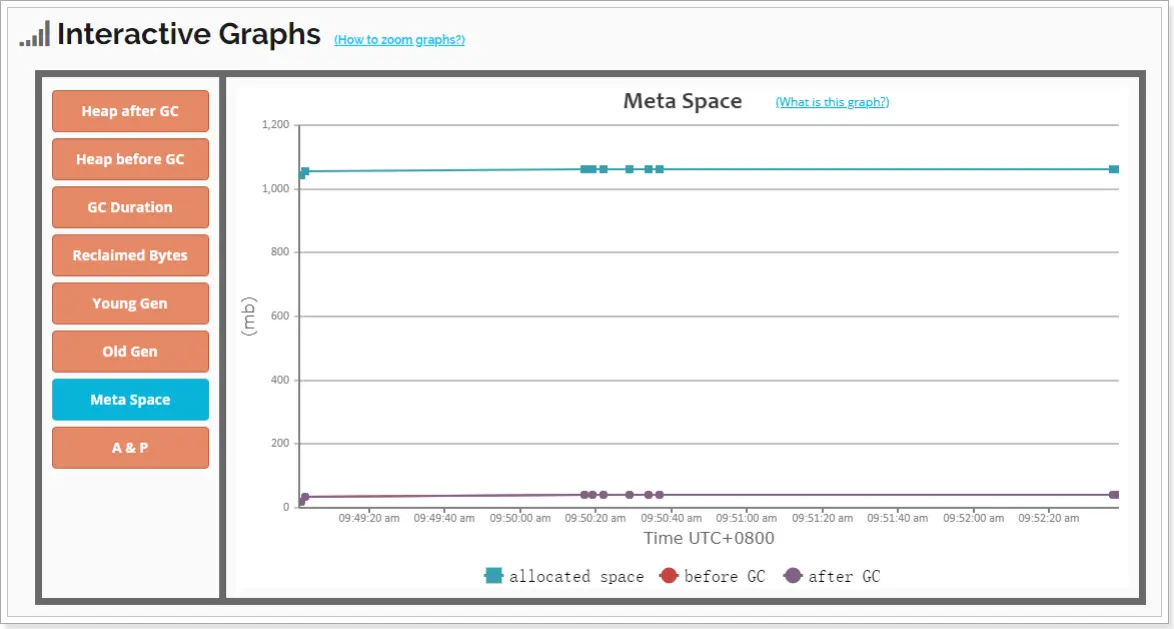 Interactive Graphs (How to zoom graphs?)
Heap after GC
Heap before GC
GC Duration
Reclaimed Bytes
Young Gen
Old Gen
Meta Space
A & P
Meta Space (What is this graph?)
1,200
1,000
800
600
400
200
0
(mb)
09:49:20 am 09:49:40 am 09:50:00 am 09:50:20 am 09:50:40 am 09:51:00 am 09:51:20 am 09:51:40 am 09:52:00 am 09:52:20 am
Time UTC+0800
allocated space before GC after GC